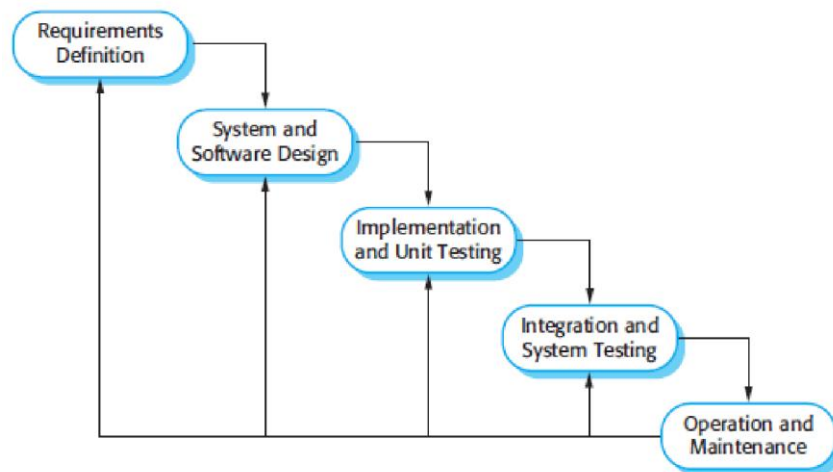 Requirements
Definition
System and
Software Design
Implementation
and Unit Testing
Integration and
System Testing
Operation and
Maintenance